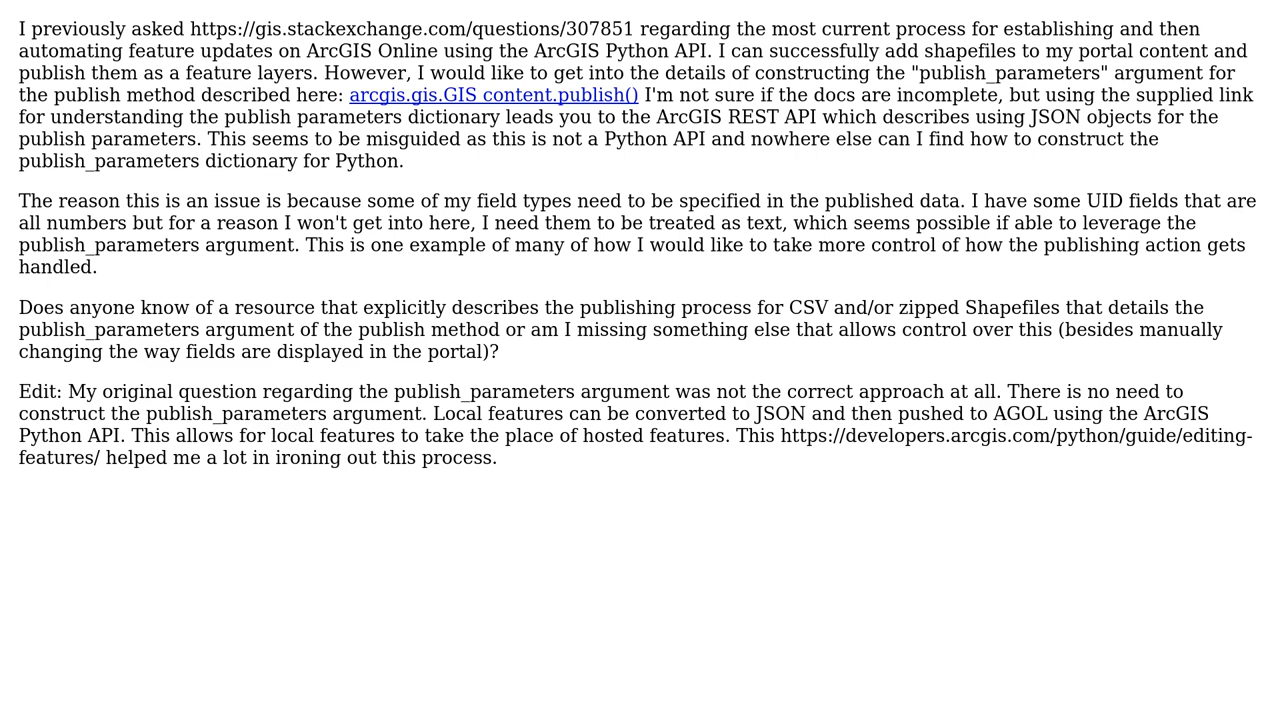 I previously asked https://gis.stackexchange.com/questions/307851 regarding the most current process for establishing and then
automating feature updates on ArcGIS Online using the ArcGIS Python API. I can successfully add shapefiles to my portal content and
publish them as a feature layers. However, I would like to get into the details of constructing the "publish_parameters" argument for
the publish method described here: arcgis.gis.GIS content.publish() I'm not sure if the docs are incomplete, but using the supplied link
for understanding the publish parameters dictionary leads you to the ArcGIS REST API which describes using JSON objects for the
publish parameters. This seems to be misguided as this is not a Python API and nowhere else can I find how to construct the
publish_parameters dictionary for Python.
The reason this is an issue is because some of my field types need to be specified in the published data. I have some UID fields that are
all numbers but for a reason I won't get into here, I need them to be treated as text, which seems possible if able to leverage the
publish_parameters argument. This is one example of many of how I would like to take more control of how the publishing action gets
handled.
Does anyone know of a resource that explicitly describes the publishing process for CSV and/or zipped Shapefiles that details the
publish_parameters argument of the publish method or am I missing something else that allows control over this (besides manually
changing the way fields are displayed in the portal)?
Edit: My original question regarding the publish_parameters argument was not the correct approach at all. There is no need to
construct the publish_parameters argument. Local features can be converted to JSON and then pushed to AGOL using the ArcGIS
Python API. This allows for local features to take the place of hosted features. This https://developers.arcgis.com/python/guide/editing-
features/ helped me a lot in ironing out this process.